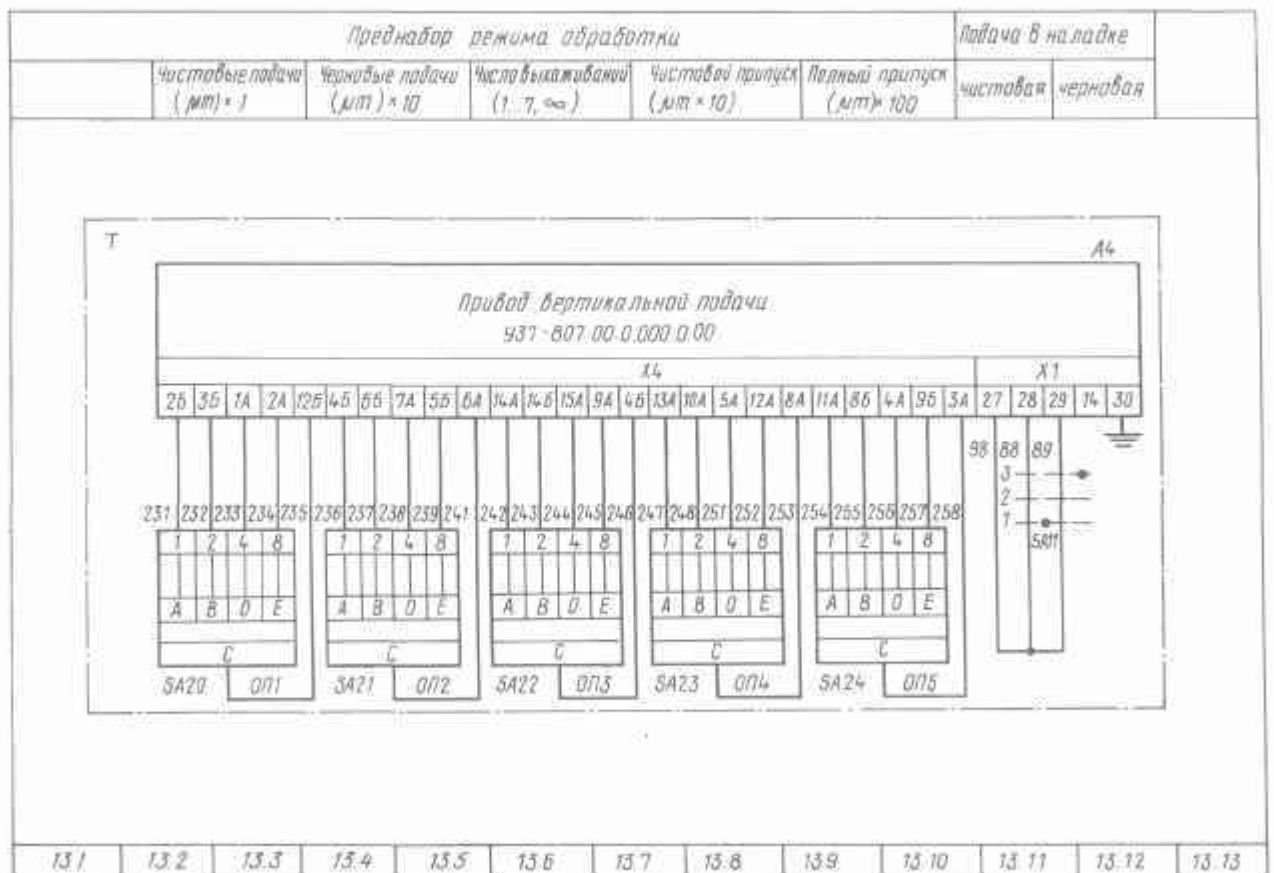 Преднабор режима обработки
Подача в наладке
Чистовые подачи (μm) × 1
Черновые подачи (μm) × 10
Число выхаживаний (1 7, ∞)
Чистовой припуск (μm × 10)
Полный припуск (μm) × 100
чистовая
черновая
T
A4
Привод вертикальной подачи
УЗП-807.00.0.000.0.00
X4
X1
2Б 3Б 1А 2А 12Б 4Б 6Б 7А 5Б 6А 14А 14Б 15А 9А 4Б 13А 10А 5А 12А 8А 11А 8Б 4А 9Б 3А 27 28 29 14 30
98 88 89
3
2
1
SA11
231 232 233 234 235 236 237 238 239 241 242 243 244 245 246 247 248 251 252 253 254 255 256 257 258
1 2 4 8 1 2 4 8 1 2 4 8 1 2 4 8 1 2 4 8
A B D E A B D E A B D E A B D E A B D E
C C C C C
SA20 ОП1 SA21 ОП2 SA22 ОП3 SA23 ОП4 SA24 ОП5
13.1 13.2 13.3 13.4 13.5 13.6 13.7 13.8 13.9 13.10 13.11 13.12 13.13